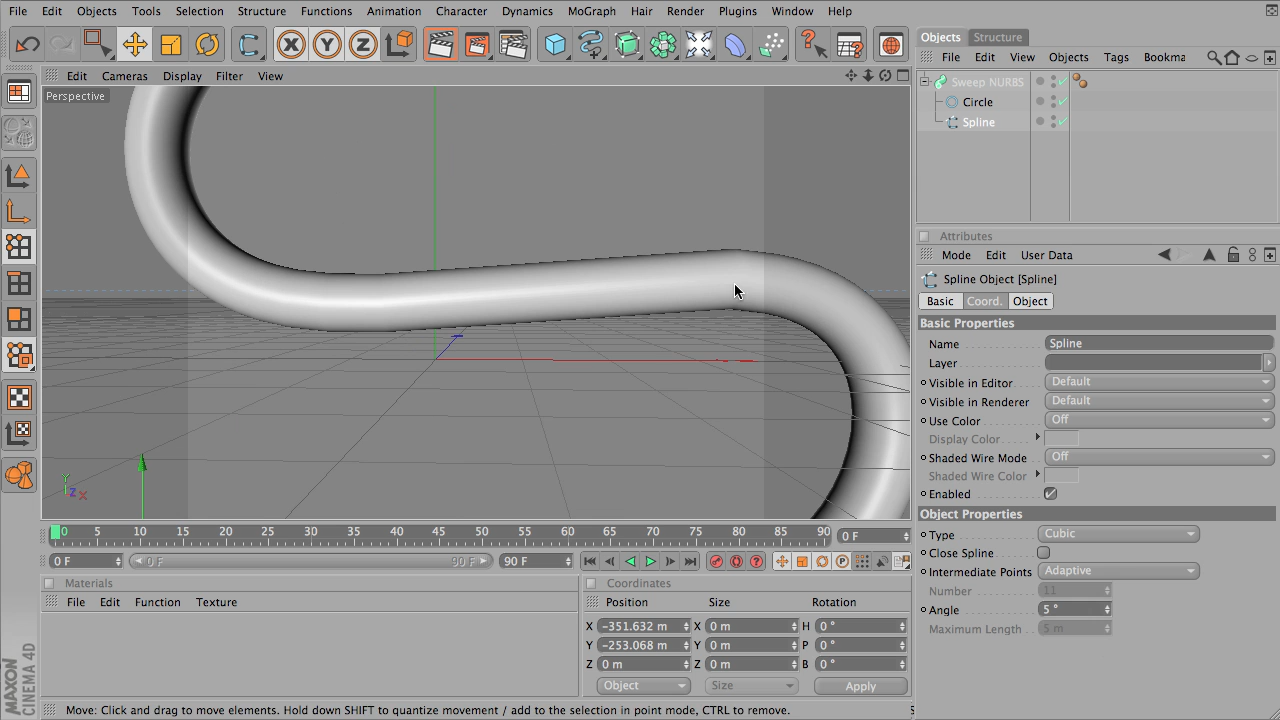 File Edit Objects Tools Selection Structure Functions Animation Character Dynamics MoGraph Hair Render Plugins Window Help
Objects Structure
File Edit View Objects Tags Bookma
Edit Cameras Display Filter View
Perspective
Sweep NURBS
Circle
Spline
Attributes
Mode Edit User Data
Spline Object [Spline]
Basic Coord. Object
Basic Properties
Name Spline
Layer
Visible in Editor Default
Visible in Renderer Default
Use Color Off
Display Color
Shaded Wire Mode Off
Shaded Wire Color
Enabled
Object Properties
Type Cubic
Close Spline
Intermediate Points Adaptive
Number 11
Angle 5 °
Maximum Length 5 m
Y Z X
0 5 10 15 20 25 30 35 40 45 50 55 60 65 70 75 80 85 90 0 F
0 F 0 F 90 F 90 F
Materials
File Edit Function Texture
Coordinates
Position Size Rotation
X -351.632 m X 0 m H 0 °
Y -253.068 m Y 0 m P 0 °
Z 0 m Z 0 m B 0 °
Object Size Apply
MAXON
CINEMA 4D
Move: Click and drag to move elements. Hold down SHIFT to quantize movement / add to the selection in point mode, CTRL to remove.